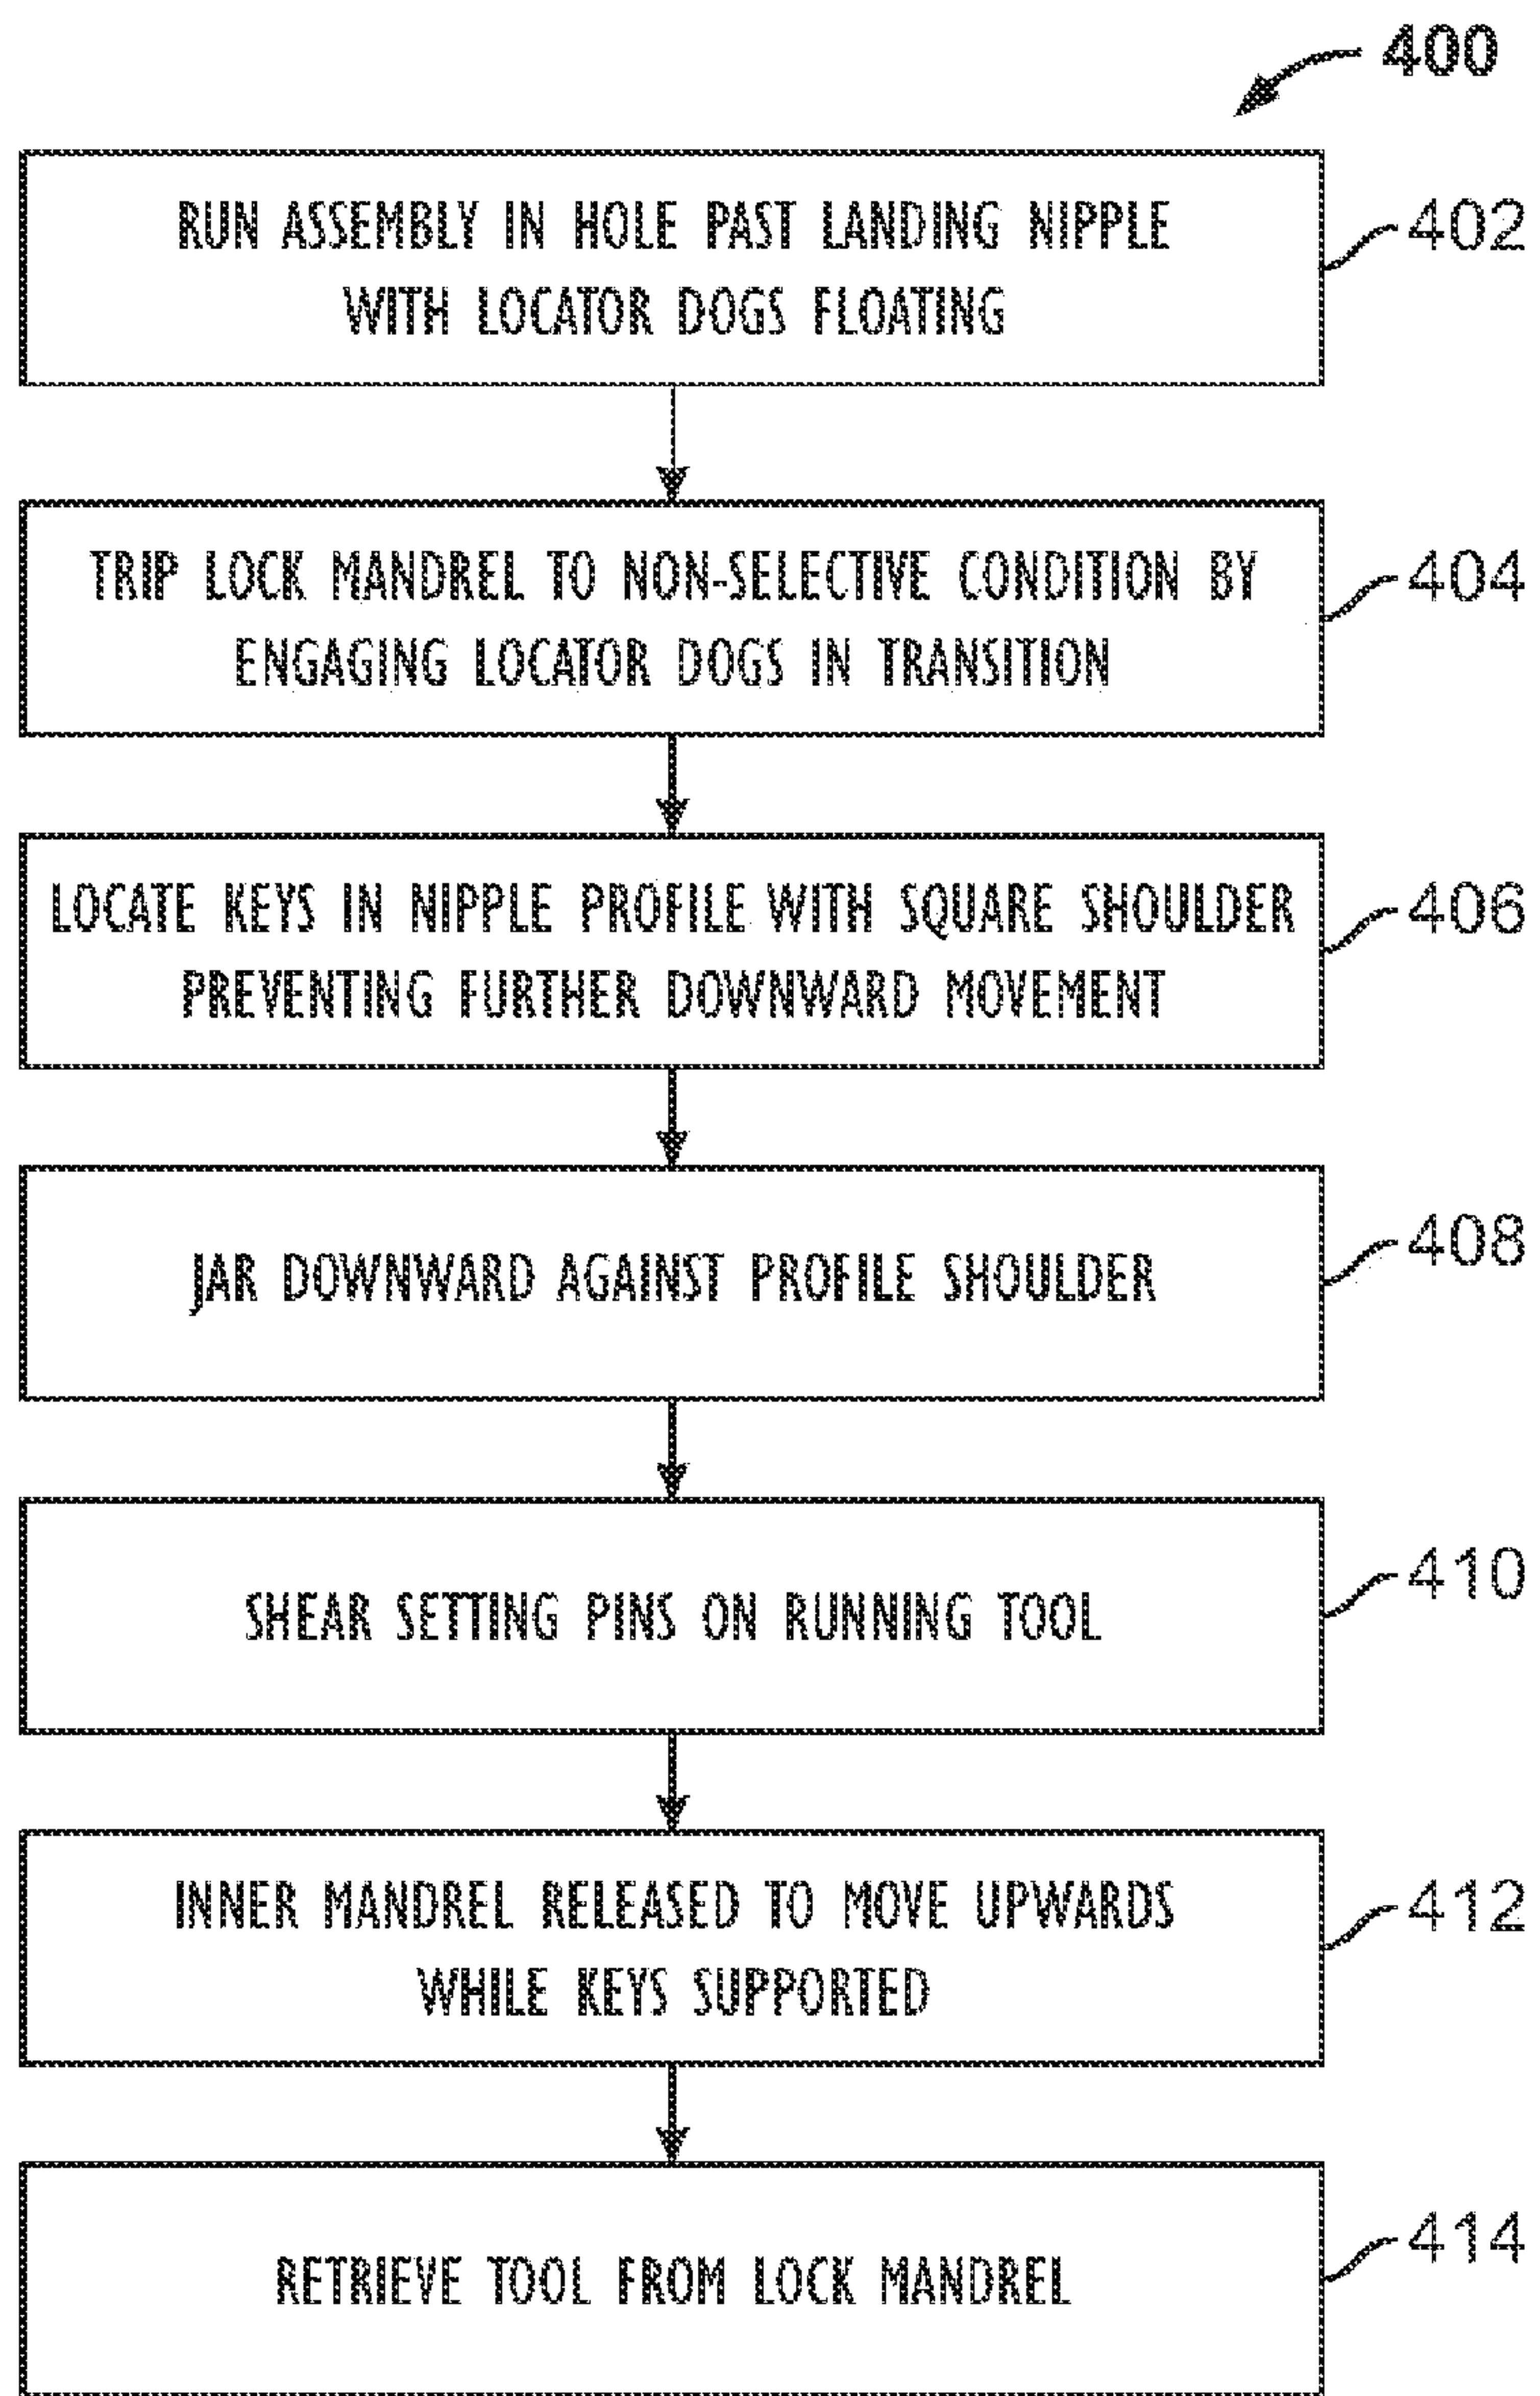 400
RUN ASSEMBLY IN HOLE PAST LANDING NIPPLE
WITH LOCATOR DOGS FLOATING
402
TRIP LOCK MANDREL TO NON-SELECTIVE CONDITION BY
ENGAGING LOCATOR DOGS IN TRANSITION
404
LOCATE KEYS IN NIPPLE PROFILE WITH SQUARE SHOULDER
PREVENTING FURTHER DOWNWARD MOVEMENT
406
JAR DOWNWARD AGAINST PROFILE SHOULDER
408
SHEAR SETTING PINS ON RUNNING TOOL
410
INNER MANDREL RELEASED TO MOVE UPWARDS
WHILE KEYS SUPPORTED
412
RETRIEVE TOOL FROM LOCK MANDREL
414